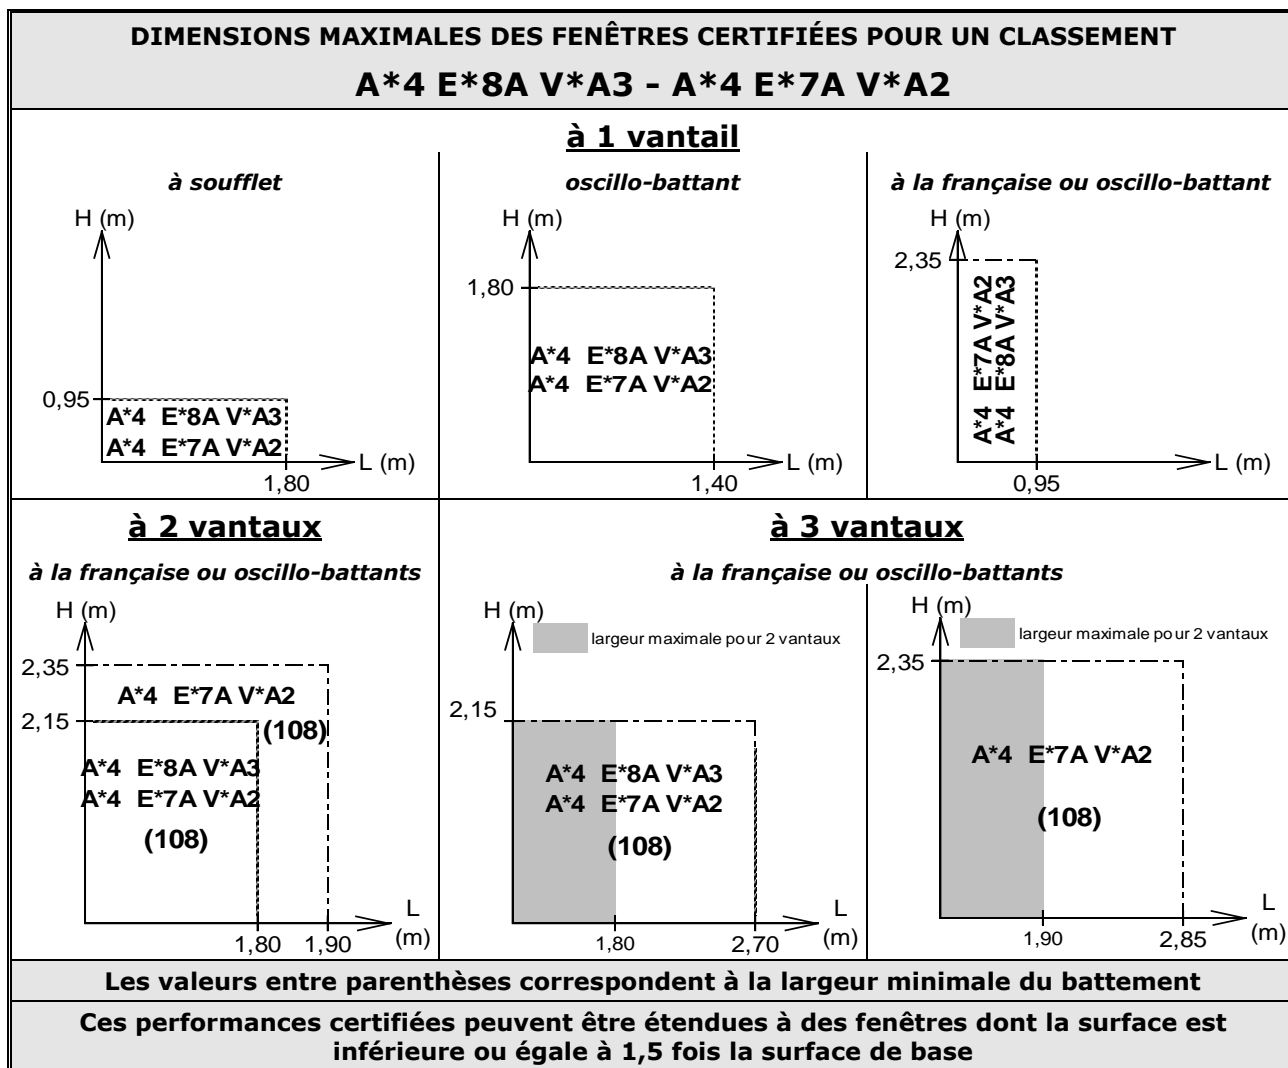 DIMENSIONS MAXIMALES DES FENÊTRES CERTIFIÉES POUR UN CLASSEMENT
A*4 E*8A V*A3 - A*4 E*7A V*A2
à 1 vantail
à soufflet
H (m)
0,95
A*4 E*8A V*A3
A*4 E*7A V*A2
L (m)
1,80
oscillo-battant
H (m)
1,80
A*4 E*8A V*A3
A*4 E*7A V*A2
L (m)
1,40
à la française ou oscillo-battant
H (m)
2,35
A*4 E*7A V*A2
A*4 E*8A V*A3
L (m)
0,95
à 2 vantaux
à la française ou oscillo-battants
H (m)
2,35
A*4 E*7A V*A2
2,15
(108)
A*4 E*8A V*A3
A*4 E*7A V*A2
(108)
L
(m)
1,80
1,90
à 3 vantaux
à la française ou oscillo-battants
H (m)
largeur maximale pour 2 vantaux
2,15
A*4 E*8A V*A3
A*4 E*7A V*A2
(108)
L
(m)
1,80
2,70
H (m)
largeur maximale pour 2 vantaux
2,35
A*4 E*7A V*A2
(108)
L
(m)
1,90
2,85
Les valeurs entre parenthèses correspondent à la largeur minimale du battement
Ces performances certifiées peuvent être étendues à des fenêtres dont la surface est
inférieure ou égale à 1,5 fois la surface de base